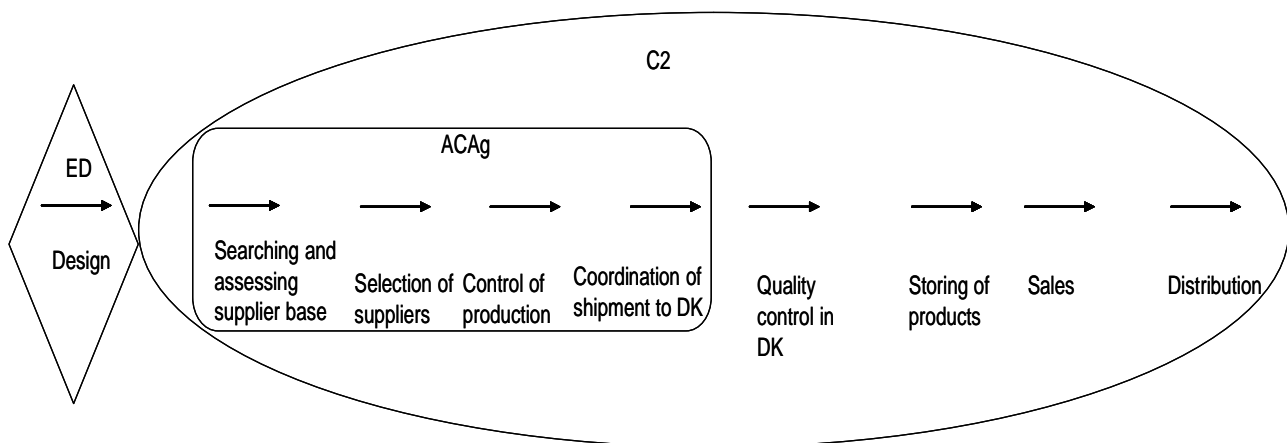 C2
ACAg
ED
Design
Searching and
assessing
supplier base
Selection of
suppliers
Control of
production
Coordination of
shipment to DK
Quality
control in
DK
Storing of
products
Sales
Distribution